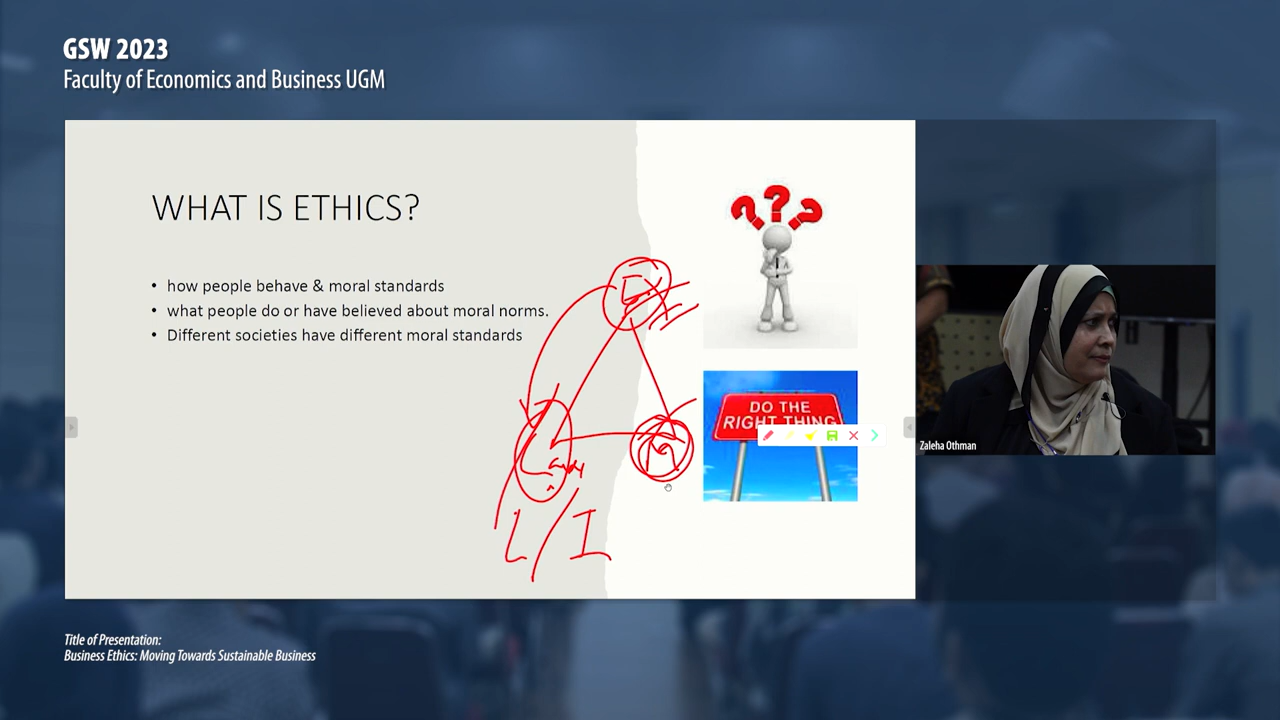 GSW 2023
Faculty of Economics and Business UGM
WHAT IS ETHICS?
• how people behave & moral standards
• what people do or have believed about moral norms.
• Different societies have different moral standards
???
DO THE
RIGHT THING
L/I
Zaleha Othman
Title of Presentation:
Business Ethics: Moving Towards Sustainable Business